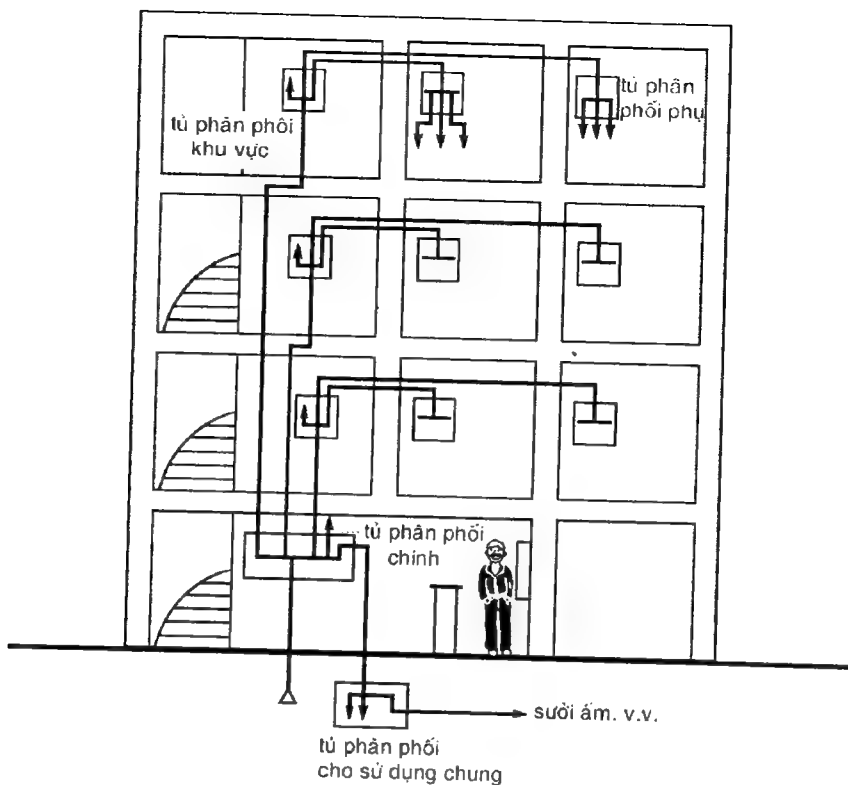 tủ phân
phối phụ
tủ phân phôi
khu vực
tủ phân phối
chính
sưởi ấm. v.v.
tủ phân phối
cho sử dụng chung